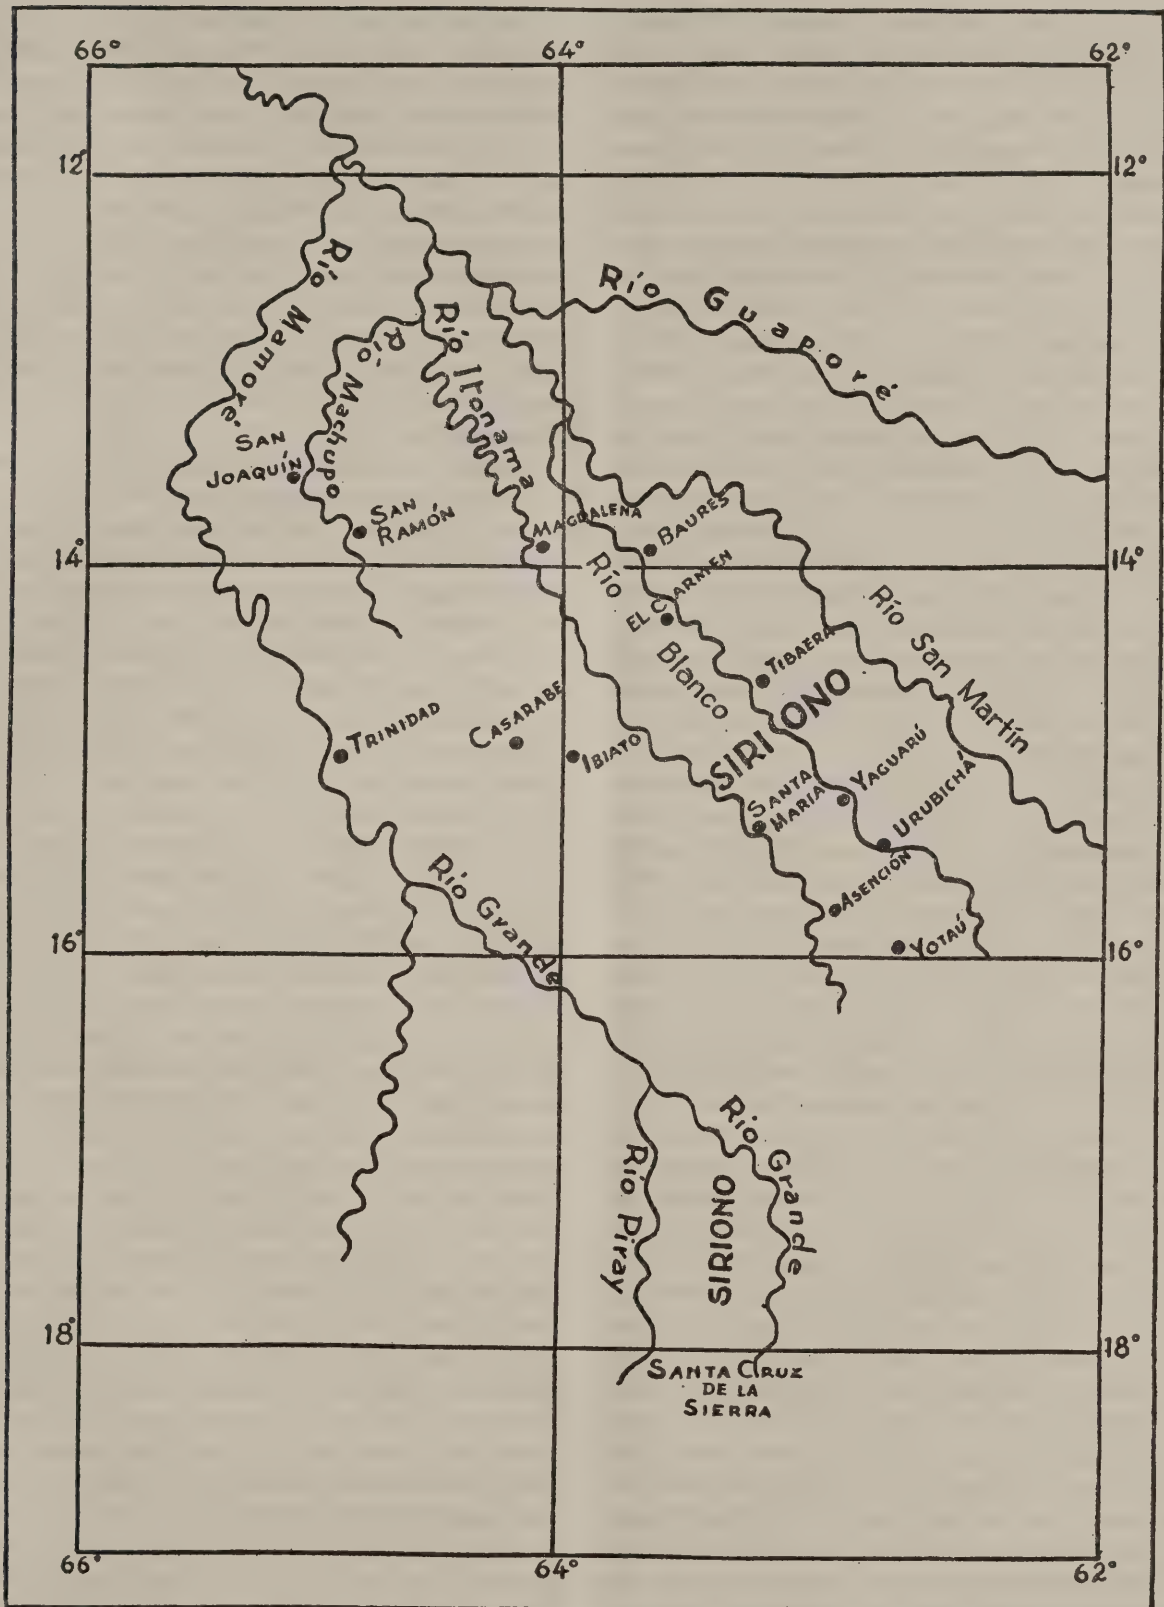 66°
64°
62°
12°
12°
Río Mamoré
Río
Machupo
Río Itonama
Río Guaporé
SAN
JOAQUÍN
SAN
RAMÓN
MAGDALENA
BAURES
14°
14°
Río
Blanco
EL CARMEN
TIBAERA
Río San Martín
SIRIONO
TRINIDAD
CASARABE
IBIATO
SANTA
MARIA
YAGUARÚ
URUBICHÁ
ASENCIÓN
YOTAÚ
Río Grande
16°
16°
Río Grande
Río Piray
SIRIONO
18°
18°
SANTA CRUZ
DE LA
SIERRA
66°
64°
62°